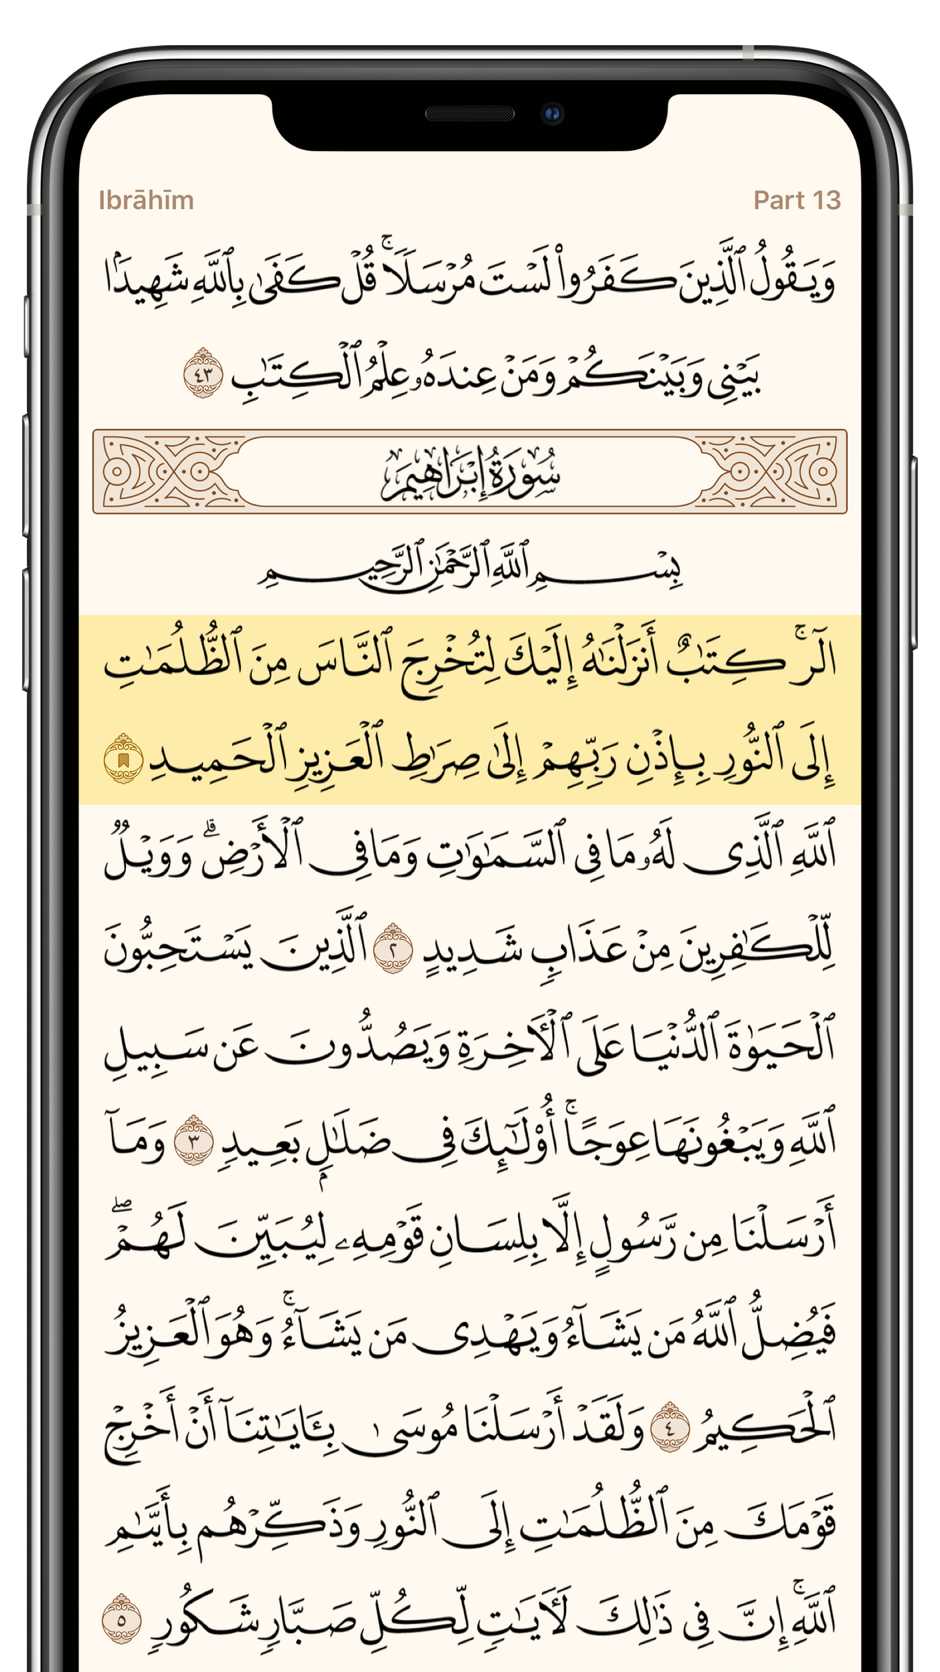 Ibrāhīm Part 13
وَيَقُولُ ٱلَّذِينَ كَفَرُوا۟ لَسْتَ مُرْسَلًۭا ۚ قُلْ كَفَىٰ بِٱللَّهِ شَهِيدًۢا
بَيْنِى وَبَيْنَكُمْ وَمَنْ عِندَهُۥ عِلْمُ ٱلْكِتَـٰبِ ٤٣
سُورَةُ إِبْرَاهِيمَ
بِسْمِ ٱللَّهِ ٱلرَّحْمَـٰنِ ٱلرَّحِيمِ
الٓر ۚ كِتَـٰبٌ أَنزَلْنَـٰهُ إِلَيْكَ لِتُخْرِجَ ٱلنَّاسَ مِنَ ٱلظُّلُمَـٰتِ
إِلَى ٱلنُّورِ بِإِذْنِ رَبِّهِمْ إِلَىٰ صِرَٰطِ ٱلْعَزِيزِ ٱلْحَمِيدِ
ٱللَّهِ ٱلَّذِى لَهُۥ مَا فِى ٱلسَّمَـٰوَٰتِ وَمَا فِى ٱلْأَرْضِ ۗ وَوَيْلٌۭ
لِّلْكَـٰفِرِينَ مِنْ عَذَابٍۢ شَدِيدٍ ٢ ٱلَّذِينَ يَسْتَحِبُّونَ
ٱلْحَيَوٰةَ ٱلدُّنْيَا عَلَى ٱلْـَٔاخِرَةِ وَيَصُدُّونَ عَن سَبِيلِ
ٱللَّهِ وَيَبْغُونَهَا عِوَجًا ۚ أُو۟لَـٰٓئِكَ فِى ضَلَـٰلٍۭ بَعِيدٍۢ ٣ وَمَآ
أَرْسَلْنَا مِن رَّسُولٍ إِلَّا بِلِسَانِ قَوْمِهِۦ لِيُبَيِّنَ لَهُمْ ۖ
فَيُضِلُّ ٱللَّهُ مَن يَشَآءُ وَيَهْدِى مَن يَشَآءُ ۚ وَهُوَ ٱلْعَزِيزُ
ٱلْحَكِيمُ ٤ وَلَقَدْ أَرْسَلْنَا مُوسَىٰ بِـَٔايَـٰتِنَآ أَنْ أَخْرِجْ
قَوْمَكَ مِنَ ٱلظُّلُمَـٰتِ إِلَى ٱلنُّورِ وَذَكِّرْهُم بِأَيَّىٰمِ
ٱللَّهِ ۚ إِنَّ فِى ذَٰلِكَ لَـَٔايَـٰتٍۢ لِّكُلِّ صَبَّارٍۢ شَكُورٍۢ ٥